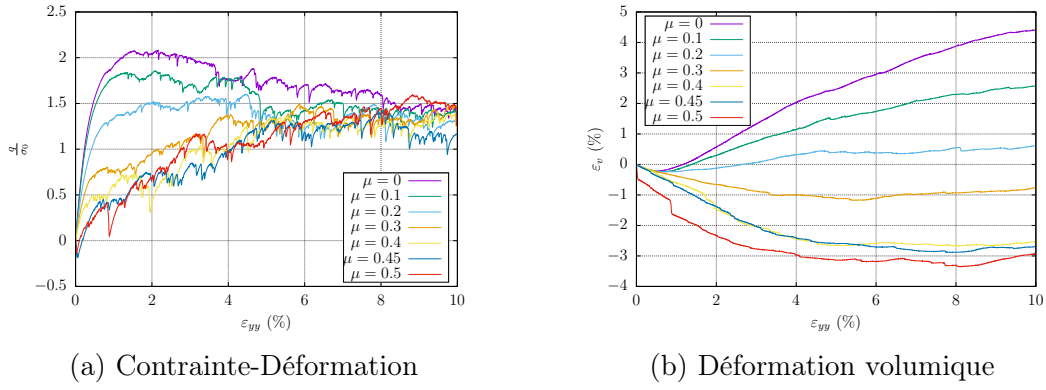 2.5
2
1.5
1
0.5
0
−0.5
q/σ₀
0 2 4 6 8 10
ε_yy (%)
μ = 0
μ = 0.1
μ = 0.2
μ = 0.3
μ = 0.4
μ = 0.45
μ = 0.5
(a) Contrainte-Déformation
5
4
3
2
1
0
−1
−2
−3
−4
ε_v (%)
0 2 4 6 8 10
ε_yy (%)
μ = 0
μ = 0.1
μ = 0.2
μ = 0.3
μ = 0.4
μ = 0.45
μ = 0.5
(b) Déformation volumique